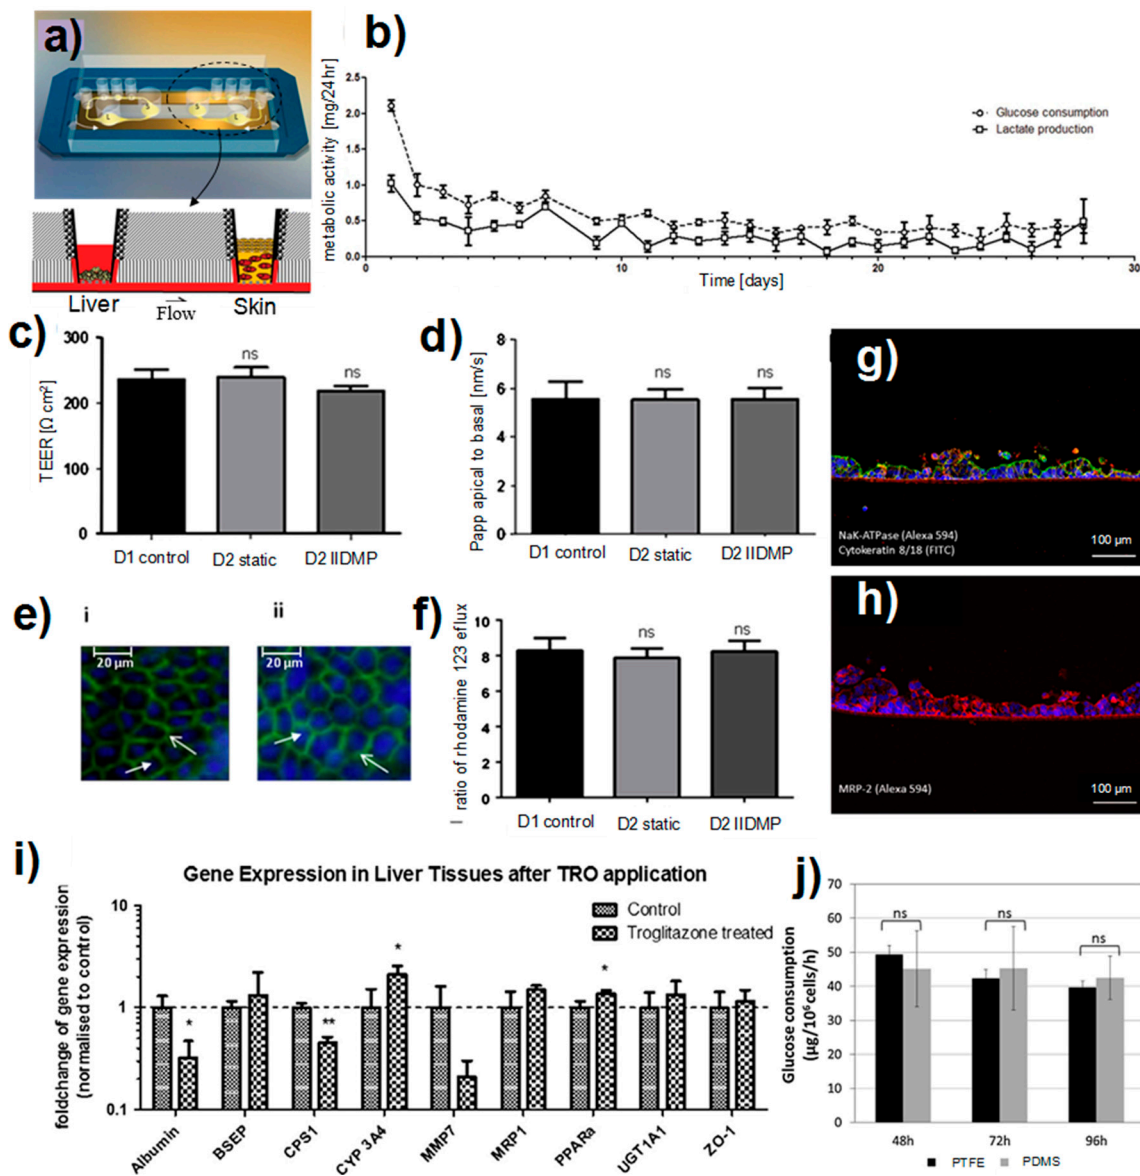 a)
Liver
Flow
Skin
b)
metabolic activity [mg/24hr]
2.5
2.0
1.5
1.0
0.5
0.0
0
10
20
30
Time [days]
Glucose consumption
Lactate production
c)
TEER [Ω cm²]
300
200
100
0
ns
ns
D1 control
D2 static
D2 IIDMP
d)
Papp apical to basal [nm/s]
8
6
4
2
0
ns
ns
D1 control
D2 static
D2 IIDMP
g)
NaK-ATPase (Alexa 594)
Cytokeratin 8/18 (FITC)
100 µm
e)
i
20 µm
ii
20 µm
f)
ratio of rhodamine 123 eflux
10
8
6
4
2
0
ns
ns
D1 control
D2 static
D2 IIDMP
h)
MRP-2 (Alexa 594)
100 µm
i)
Gene Expression in Liver Tissues after TRO application
foldchange of gene expression
(normalised to control)
10
1
0.1
Control
Troglitazone treated
*
**
*
*
Albumin
BSEP
CPS1
CYP 3A4
MMP7
MRP1
PPARa
UGT1A1
ZO-1
j)
Glucose consumption
(µg/10⁶ cells/h)
70
60
50
40
30
20
10
0
ns
ns
ns
48h
72h
96h
PTFE
PDMS